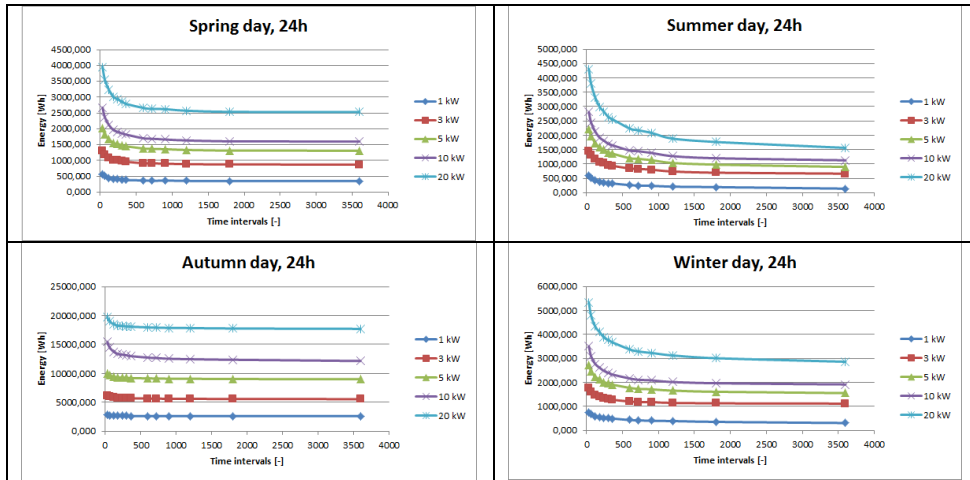 Spring day, 24h
Energy [Wh]
4500,000
4000,000
3500,000
3000,000
2500,000
2000,000
1500,000
1000,000
500,000
0,000
0 500 1000 1500 2000 2500 3000 3500 4000
Time intervals [-]
1 kW
3 kW
5 kW
10 kW
20 kW
Summer day, 24h
Energy [Wh]
5000,000
4500,000
4000,000
3500,000
3000,000
2500,000
2000,000
1500,000
1000,000
500,000
0,000
0 500 1000 1500 2000 2500 3000 3500 4000
Time intervals [-]
1 kW
3 kW
5 kW
10 kW
20 kW
Autumn day, 24h
Energy [Wh]
25000,000
20000,000
15000,000
10000,000
5000,000
0,000
0 500 1000 1500 2000 2500 3000 3500 4000
Time intervals [-]
1 kW
3 kW
5 kW
10 kW
20 kW
Winter day, 24h
Energy [Wh]
6000,000
5000,000
4000,000
3000,000
2000,000
1000,000
0,000
0 500 1000 1500 2000 2500 3000 3500 4000
Time intervals [-]
1 kW
3 kW
5 kW
10 kW
20 kW